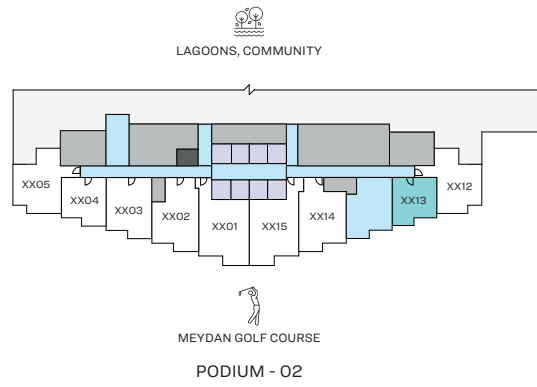 LAGOONS, COMMUNITY
XX05
XX04
XX03
XX02
XX01
XX15
XX14
XX13
XX12
MEYDAN GOLF COURSE
PODIUM - 02